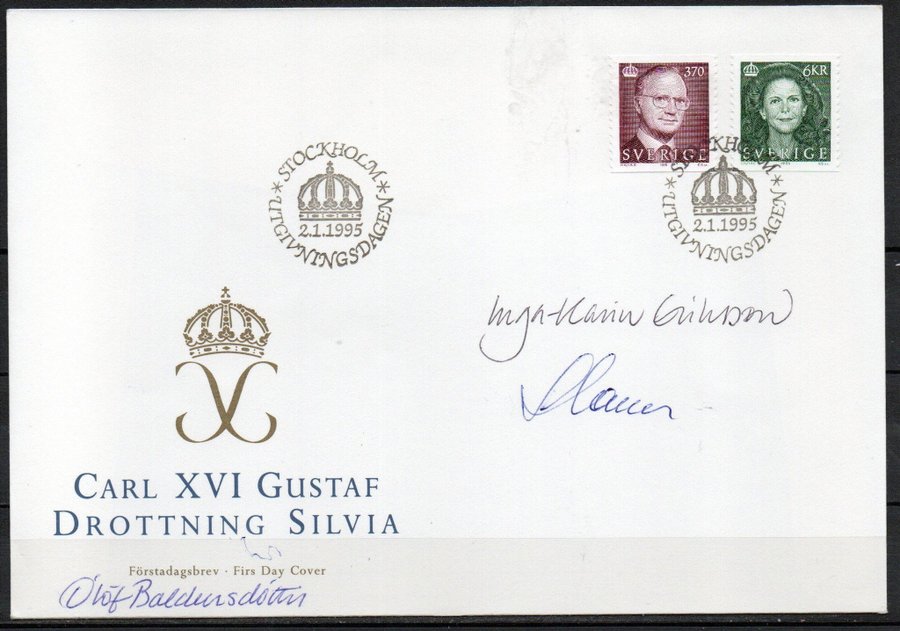 370
SVERIGE
6KR
SVERIGE
* STOCKHOLM *
2.1.1995
UTGIVNINGSDAGEN
* STOCKHOLM *
2.1.1995
UTGIVNINGSDAGEN
Inga-Karin Eriksson
CARL XVI GUSTAF
DROTTNING SILVIA
Förstadagsbrev · Firs Day Cover
Ólöf Baldursdóttir